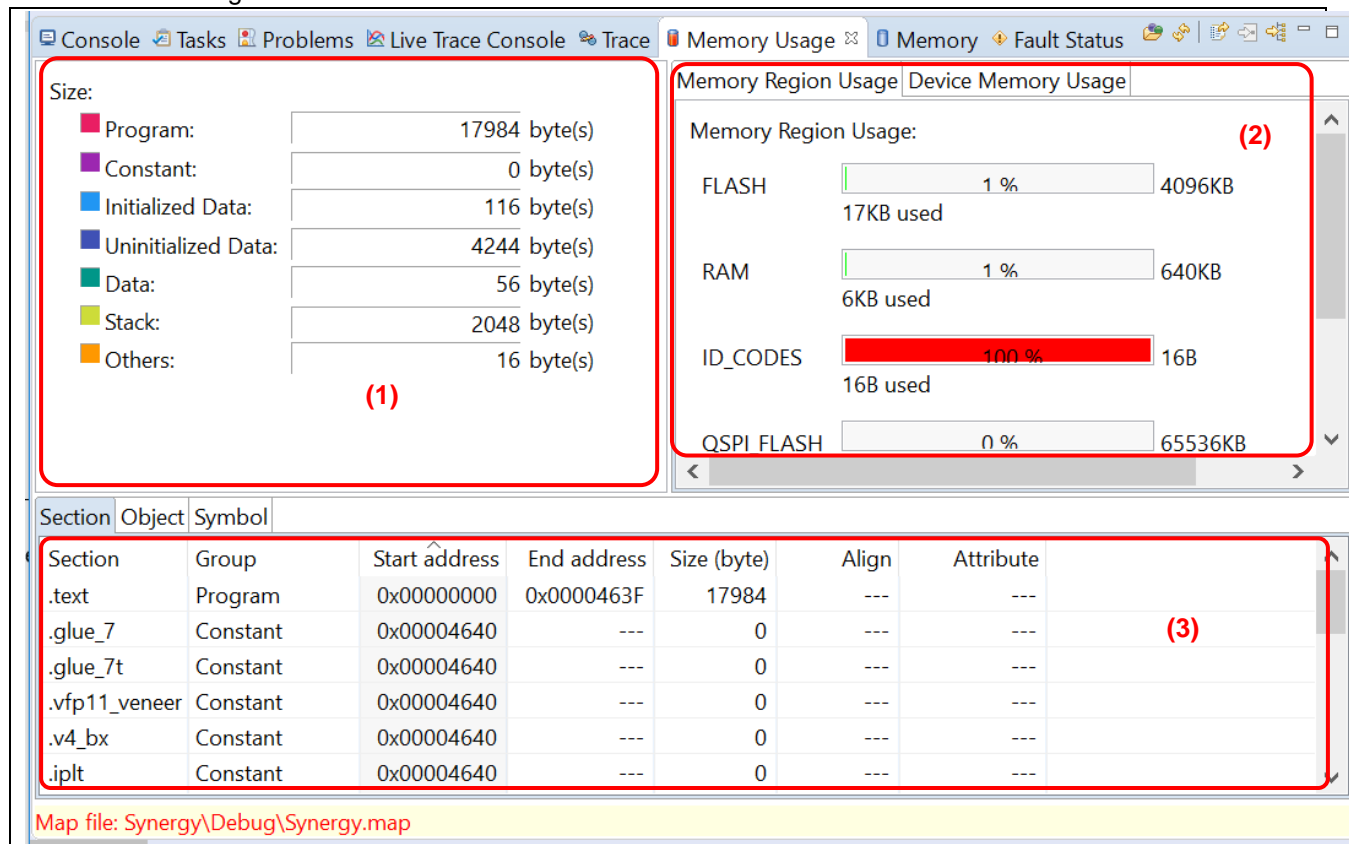 Console Tasks Problems Live Trace Console Trace Memory Usage Memory Fault Status
Size:
Program: 17984 byte(s)
Constant: 0 byte(s)
Initialized Data: 116 byte(s)
Uninitialized Data: 4244 byte(s)
Data: 56 byte(s)
Stack: 2048 byte(s)
Others: 16 byte(s)
(1)
Memory Region Usage Device Memory Usage
Memory Region Usage:
(2)
FLASH 1 % 4096KB
17KB used
RAM 1 % 640KB
6KB used
ID_CODES 100 % 16B
16B used
QSPI_FLASH 0 % 65536KB
Section Object Symbol
Section Group Start address End address Size (byte) Align Attribute
.text Program 0x00000000 0x0000463F 17984 --- ---
.glue_7 Constant 0x00004640 --- 0 --- ---
(3)
.glue_7t Constant 0x00004640 --- 0 --- ---
.vfp11_veneer Constant 0x00004640 --- 0 --- ---
.v4_bx Constant 0x00004640 --- 0 --- ---
.iplt Constant 0x00004640 --- 0 --- ---
Map file: Synergy\Debug\Synergy.map